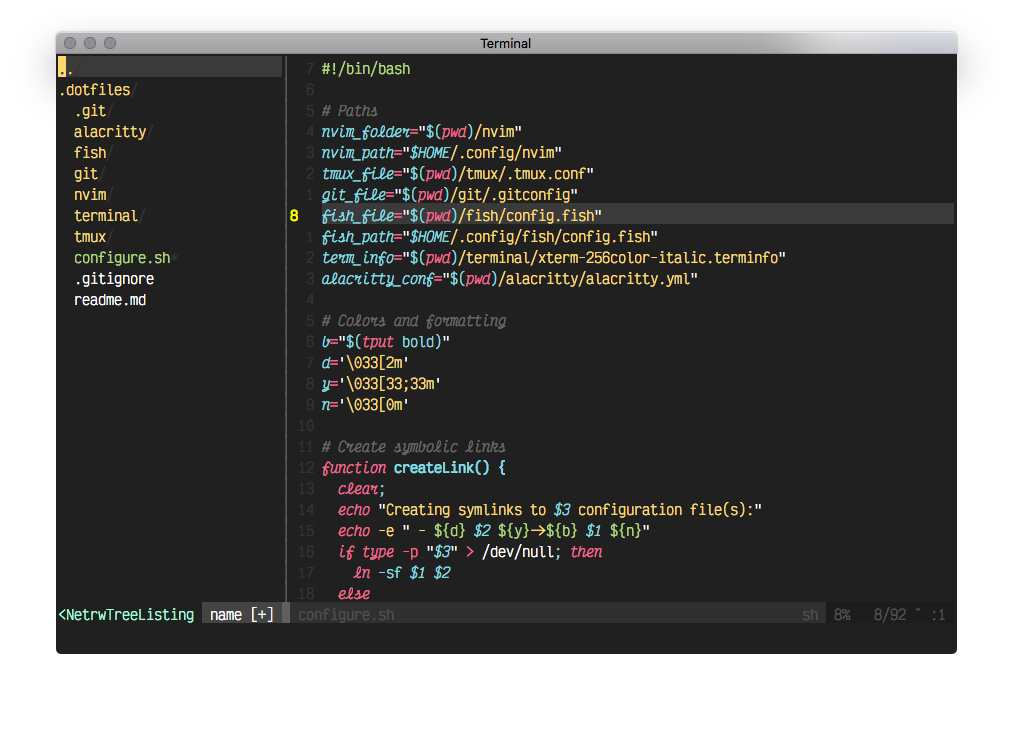 Terminal
../
.dotfiles/
.git/
alacritty/
fish/
git/
nvim/
terminal/
tmux/
configure.sh*
.gitignore
readme.md
7 #!/bin/bash
6
5 # Paths
4 nvim_folder="$(pwd)/nvim"
3 nvim_path="$HOME/.config/nvim"
2 tmux_file="$(pwd)/tmux/.tmux.conf"
1 git_file="$(pwd)/git/.gitconfig"
8 fish_file="$(pwd)/fish/config.fish"
1 fish_path="$HOME/.config/fish/config.fish"
2 term_info="$(pwd)/terminal/xterm-256color-italic.terminfo"
3 alacritty_conf="$(pwd)/alacritty/alacritty.yml"
4
5 # Colors and formatting
6 b="$(tput bold)"
7 d='\033[2m'
8 y='\033[33;33m'
9 n='\033[0m'
10
11 # Create symbolic links
12 function createLink() {
13 clear;
14 echo "Creating symlinks to $3 configuration file(s):"
15 echo -e " - ${d} $2 ${y}→${b} $1 ${n}"
16 if type -p "$3" > /dev/null; then
17 ln -sf $1 $2
18 else
<NetrwTreeListing name [+] configure.sh sh 8% 8/92 ˇ :1